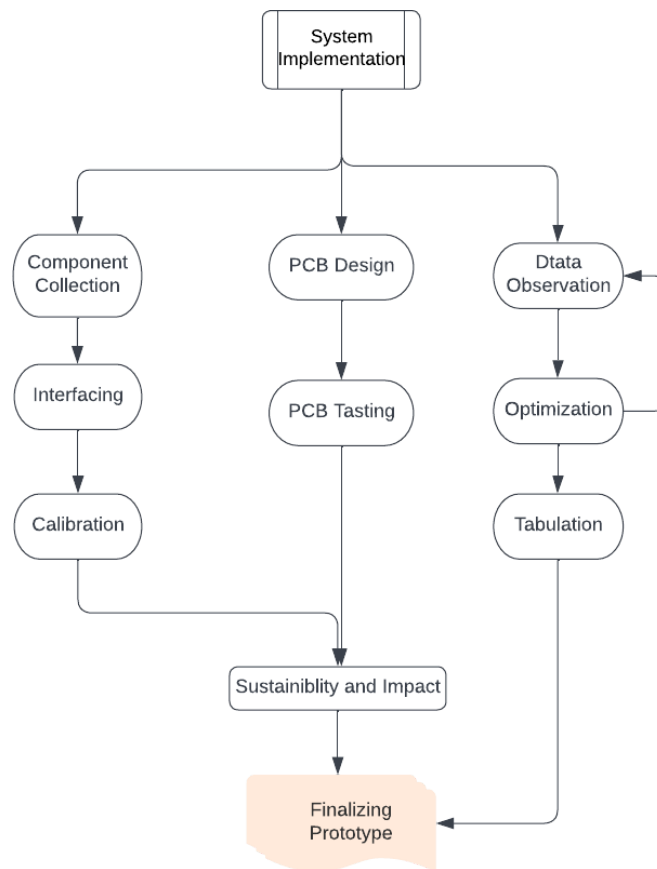 System
Implementation
Component
Collection
PCB Design
Dtata
Observation
Interfacing
PCB Tasting
Optimization
Calibration
Tabulation
Sustainiblity and Impact
Finalizing
Prototype